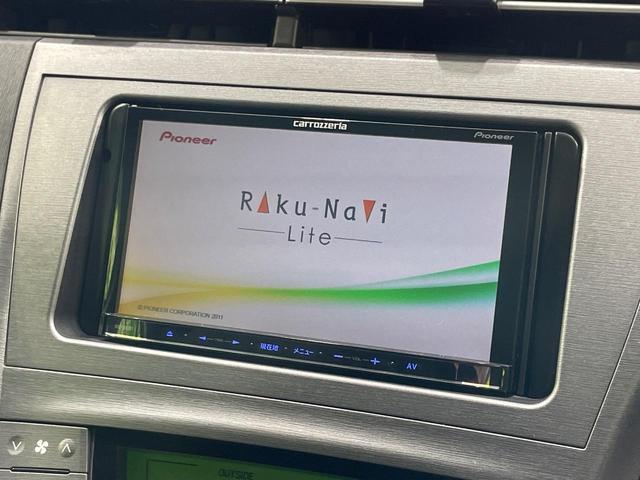 carrozzeria
Pioneer
Pioneer
Raku-Navi
Lite
© PIONEER CORPORATION 2011
現在地 メニュー VOL AV
OUTSIDE